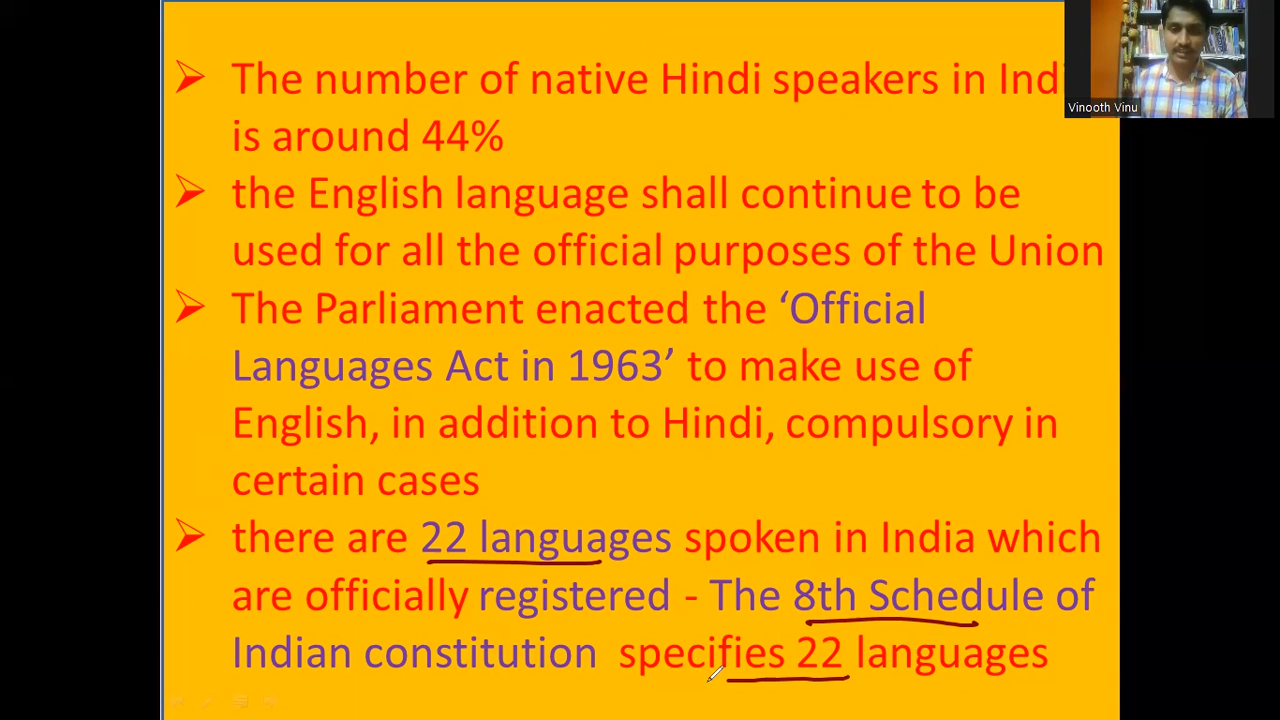 The number of native Hindi speakers in Indi
is around 44%
the English language shall continue to be
used for all the official purposes of the Union
The Parliament enacted the ‘Official
Languages Act in 1963’ to make use of
English, in addition to Hindi, compulsory in
certain cases
there are 22 languages spoken in India which
are officially registered - The 8th Schedule of
Indian constitution specifies 22 languages
Vinooth Vinu